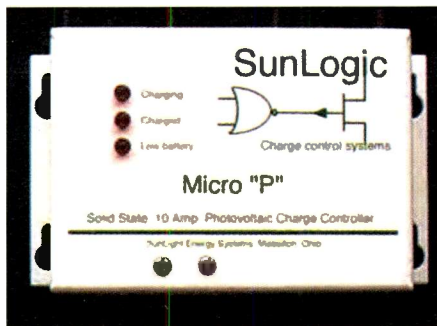 SunLogic
Charging
Charged
Low battery
Charge control systems
Micro "P"
Solid State 10 Amp Photovoltaic Charge Controller
SunLight Energy Systems Massillon, Ohio